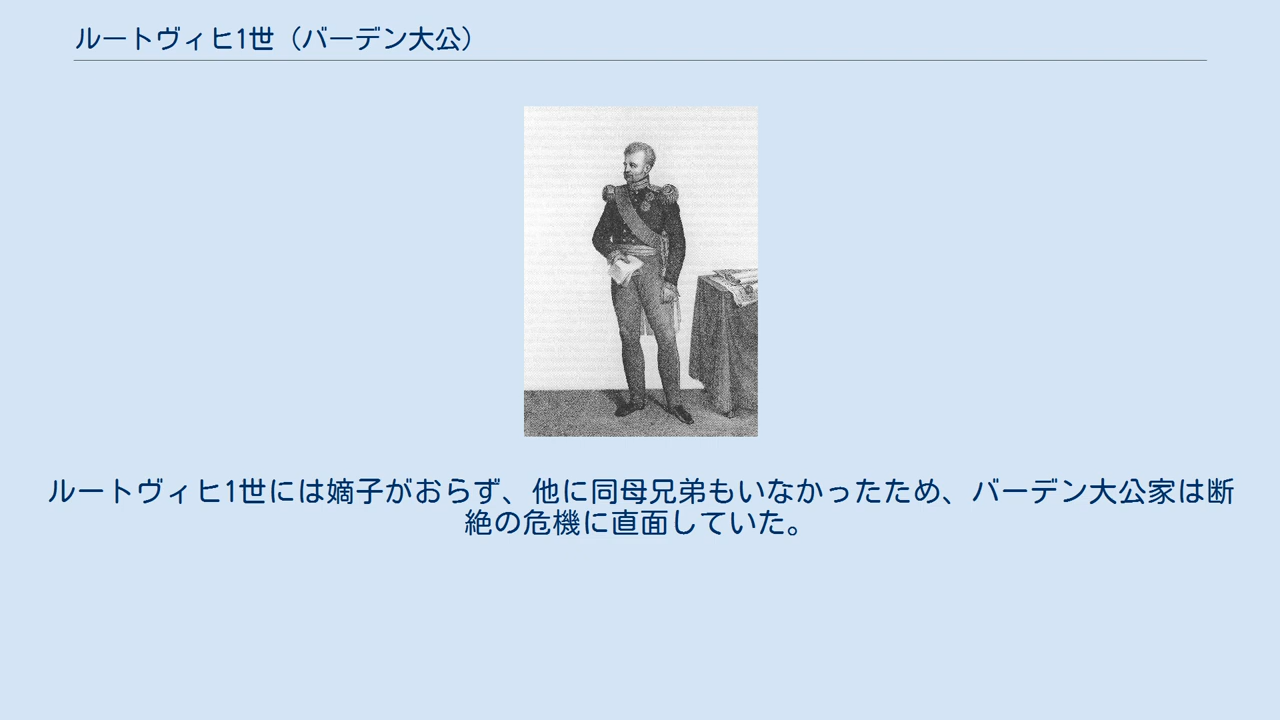 ルートヴィヒ1世（バーデン大公）
ルートヴィヒ1世には嫡子がおらず、他に同母兄弟もいなかったため、バーデン大公家は断
絶の危機に直面していた。